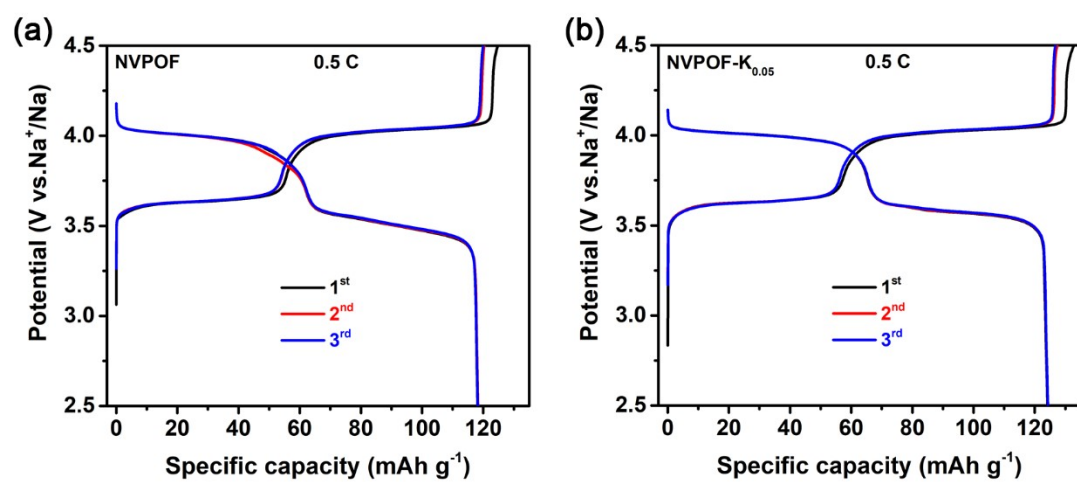 (a)
NVPOF 0.5 C
4.5
4.0
3.5
3.0
2.5
Potential (V vs.Na⁺/Na)
1ˢᵗ
2ⁿᵈ
3ʳᵈ
0 20 40 60 80 100 120
Specific capacity (mAh g⁻¹)
(b)
NVPOF-K₀.₀₅ 0.5 C
4.5
4.0
3.5
3.0
2.5
Potential (V vs.Na⁺/Na)
1ˢᵗ
2ⁿᵈ
3ʳᵈ
0 20 40 60 80 100 120
Specific capacity (mAh g⁻¹)